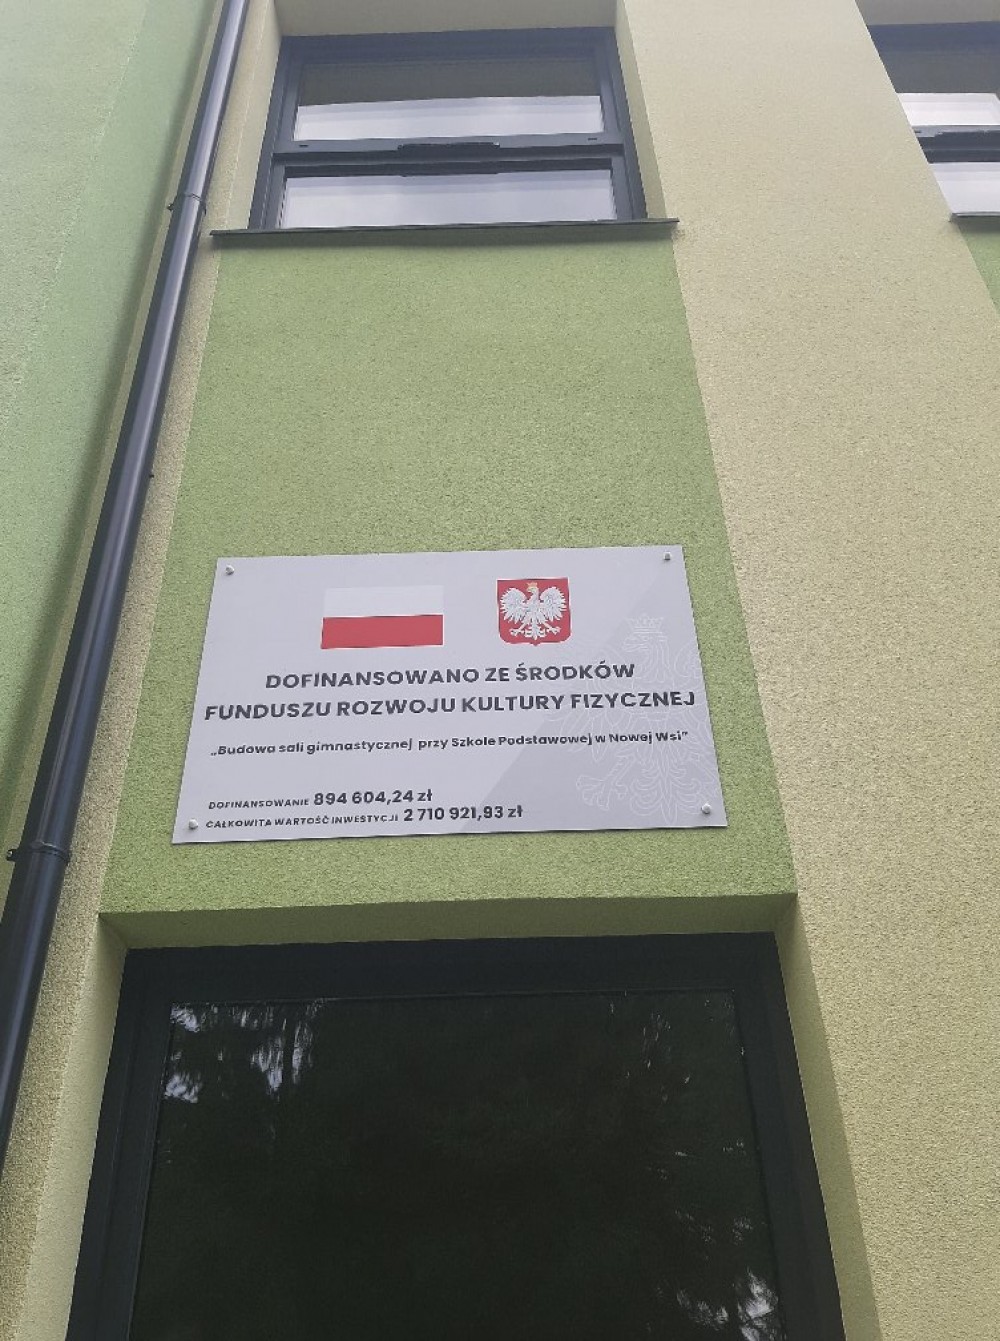 DOFINANSOWANO ZE ŚRODKÓW
FUNDUSZU ROZWOJU KULTURY FIZYCZNEJ
„Budowa sali gimnastycznej przy Szkole Podstawowej w Nowej Wsi”
DOFINANSOWANIE 894 604,24 zł
CAŁKOWITA WARTOŚĆ INWESTYCJI 2 710 921,93 zł